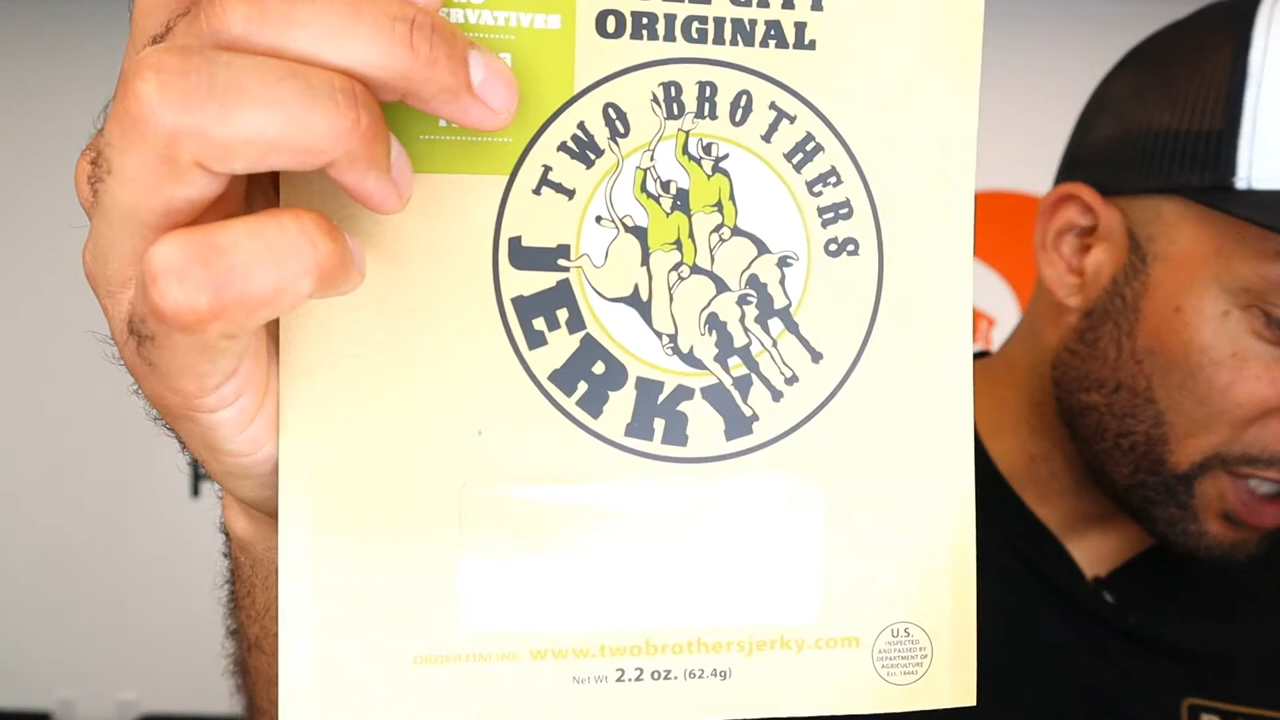 ORIGINAL
TWO BROTHERS
JERKY
ORDER ONLINE: www.twobrothersjerky.com
Net Wt. 2.2 oz. (62.4g)
U.S.
INSPECTED
AND PASSED BY
DEPARTMENT OF
AGRICULTURE
Est. 18443